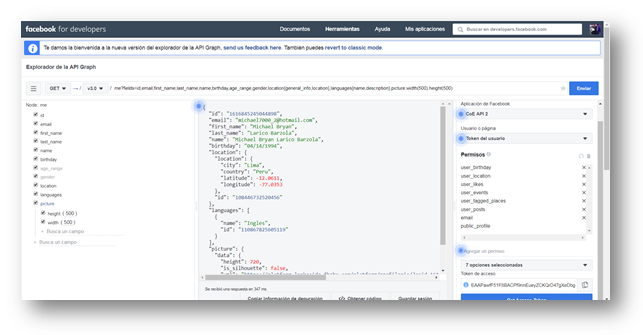 facebook for developers
Documentos Herramientas Ayuda Mis aplicaciones Buscar en developers.facebook.com
Te damos la bienvenida a la nueva versión del explorador de la API Graph, send us feedback here. También puedes revert to classic mode.
Explorador de la API Graph
GET → / v3.0 / me?fields=id,email,first_name,last_name,name,birthday,age_range,gender,location{general_info,location},languages{name,description},picture.width(500).height(500) Enviar
Node: me
id
email
first_name
last_name
name
birthday
age_range
gender
location
languages
picture
height ( 500 )
width ( 500 )
+ Busca un campo
+ Busca un campo
{
"id": "1616845245044898",
"email": "michael7000_2@hotmail.com",
"first_name": "Michael Bryan",
"last_name": "Larico Barzola",
"name": "Michael Bryan Larico Barzola",
"birthday": "04/14/1994",
"location": {
"location": {
"city": "Lima",
"country": "Peru",
"latitude": -12.0611,
"longitude": -77.0353
},
"id": "108446732520456"
},
"languages": [
{
"name": "Ingles",
"id": "110867825605119"
}
],
"picture": {
"data": {
"height": 720,
"is_silhouette": false,
Se recibió una respuesta en 347 ms
Copiar información de depuración </> Obtener código Guardar sesión
Aplicación de Facebook
CoE API 2
Usuario o página
Token del usuario
Permisos
user_birthday
user_location
user_likes
user_events
user_tagged_places
user_posts
email
public_profile
Agregar un permiso
7 opciones seleccionados
Token de acceso
Get Access Token